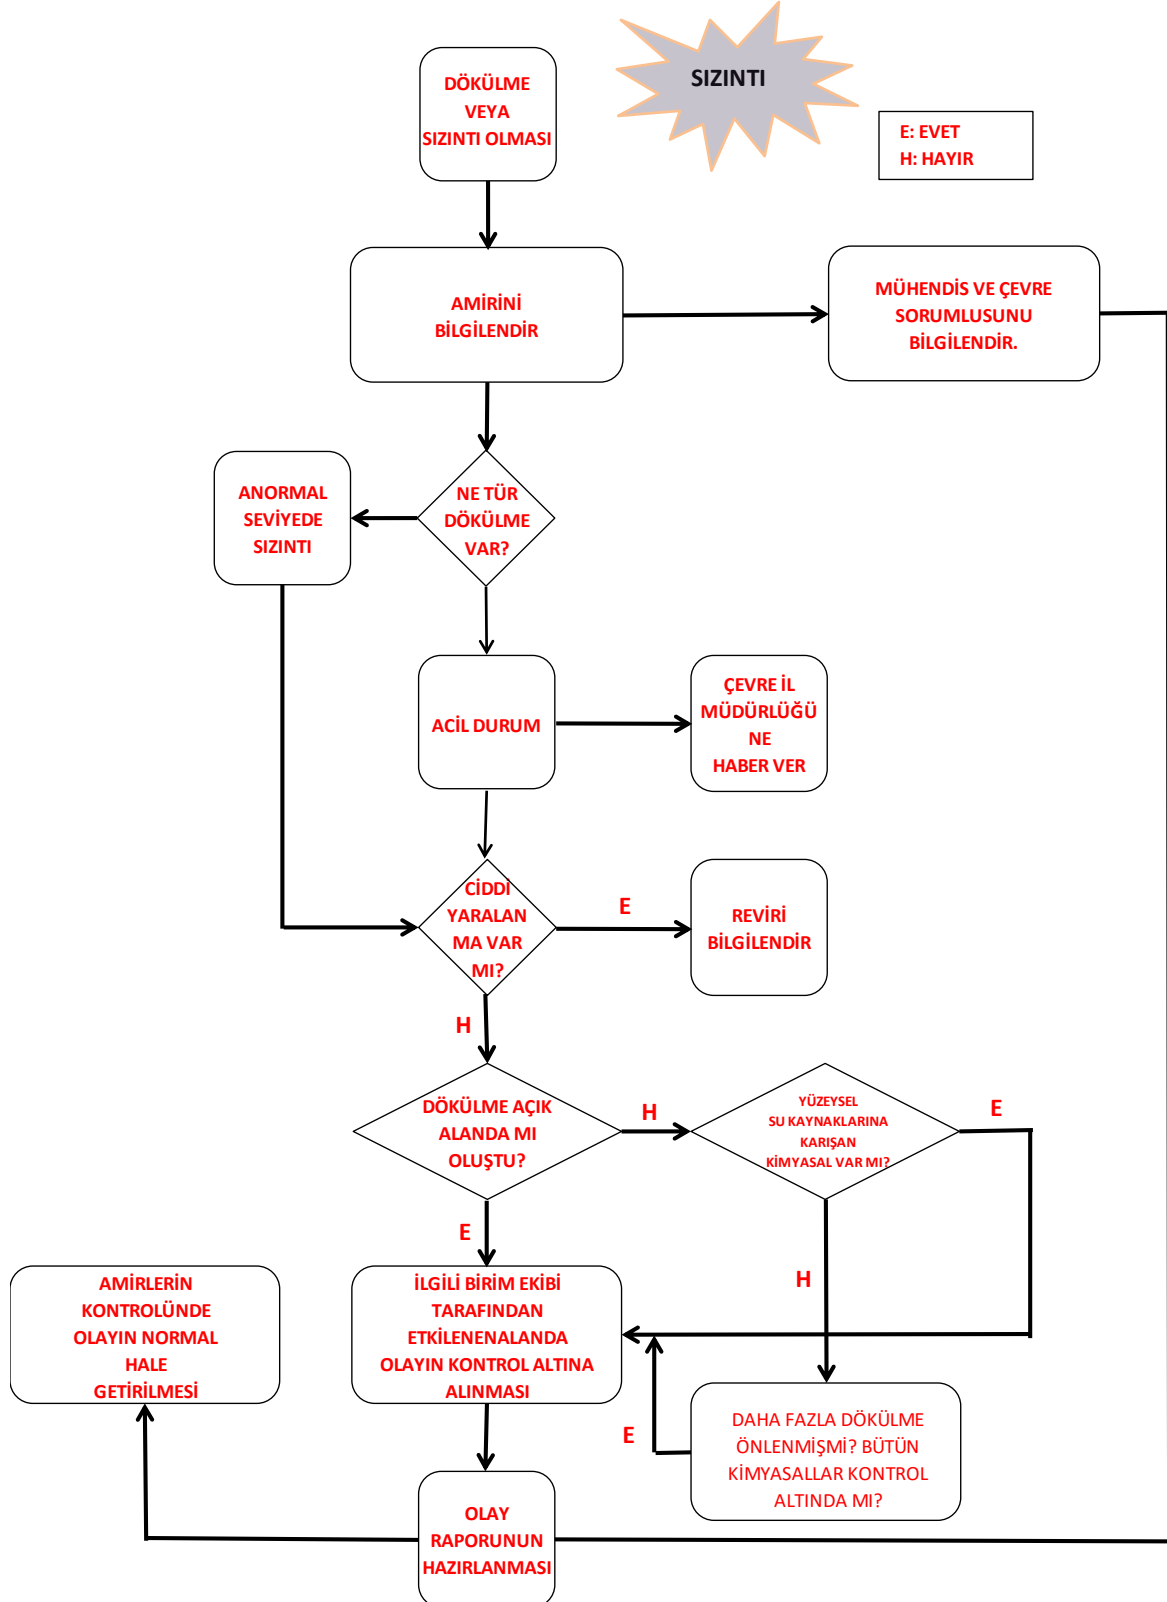 SIZINTI
DÖKÜLME
VEYA
SIZINTI OLMASI
E: EVET
H: HAYIR
AMİRİNİ
BİLGİLENDİR
MÜHENDİS VE ÇEVRE
SORUMLUSUNU
BİLGİLENDİR.
ANORMAL
SEVİYEDE
SIZINTI
NE TÜR
DÖKÜLME
VAR?
ACİL DURUM
ÇEVRE İL
MÜDÜRLÜĞÜ
NE
HABER VER
CİDDİ
YARALAN
MA VAR
MI?
E
REVİRİ
BİLGİLENDİR
H
DÖKÜLME AÇIK
ALANDA MI
OLUŞTU?
H
YÜZEYSEL
SU KAYNAKLARINA
KARIŞAN
KİMYASAL VAR MI?
E
E
H
AMİRLERİN
KONTROLÜNDE
OLAYIN NORMAL
HALE
GETİRİLMESİ
İLGİLİ BİRİM EKİBİ
TARAFINDAN
ETKİLENENALANDA
OLAYIN KONTROL ALTINA
ALINMASI
E
DAHA FAZLA DÖKÜLME
ÖNLENMİŞMİ? BÜTÜN
KİMYASALLAR KONTROL
ALTINDA MI?
OLAY
RAPORUNUN
HAZIRLANMASI